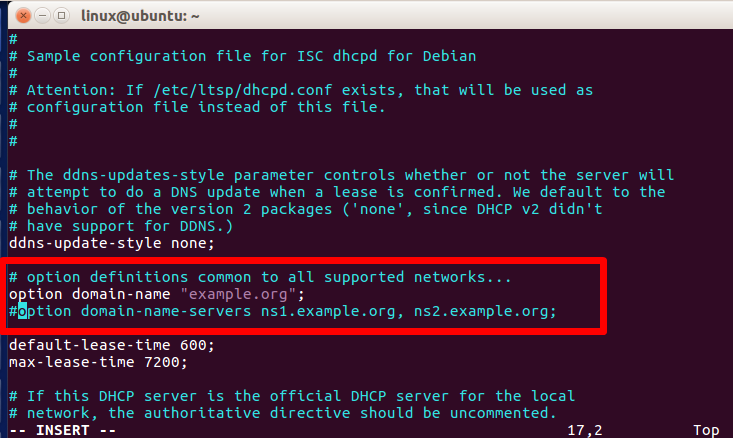 linux@ubuntu: ~
#
# Sample configuration file for ISC dhcpd for Debian
#
# Attention: If /etc/ltsp/dhcpd.conf exists, that will be used as
# configuration file instead of this file.
#
#
# The ddns-updates-style parameter controls whether or not the server will
# attempt to do a DNS update when a lease is confirmed. We default to the
# behavior of the version 2 packages ('none', since DHCP v2 didn't
# have support for DDNS.)
ddns-update-style none;
# option definitions common to all supported networks...
option domain-name "example.org";
#option domain-name-servers ns1.example.org, ns2.example.org;
default-lease-time 600;
max-lease-time 7200;
# If this DHCP server is the official DHCP server for the local
# network, the authoritative directive should be uncommented.
-- INSERT -- 17,2 Top